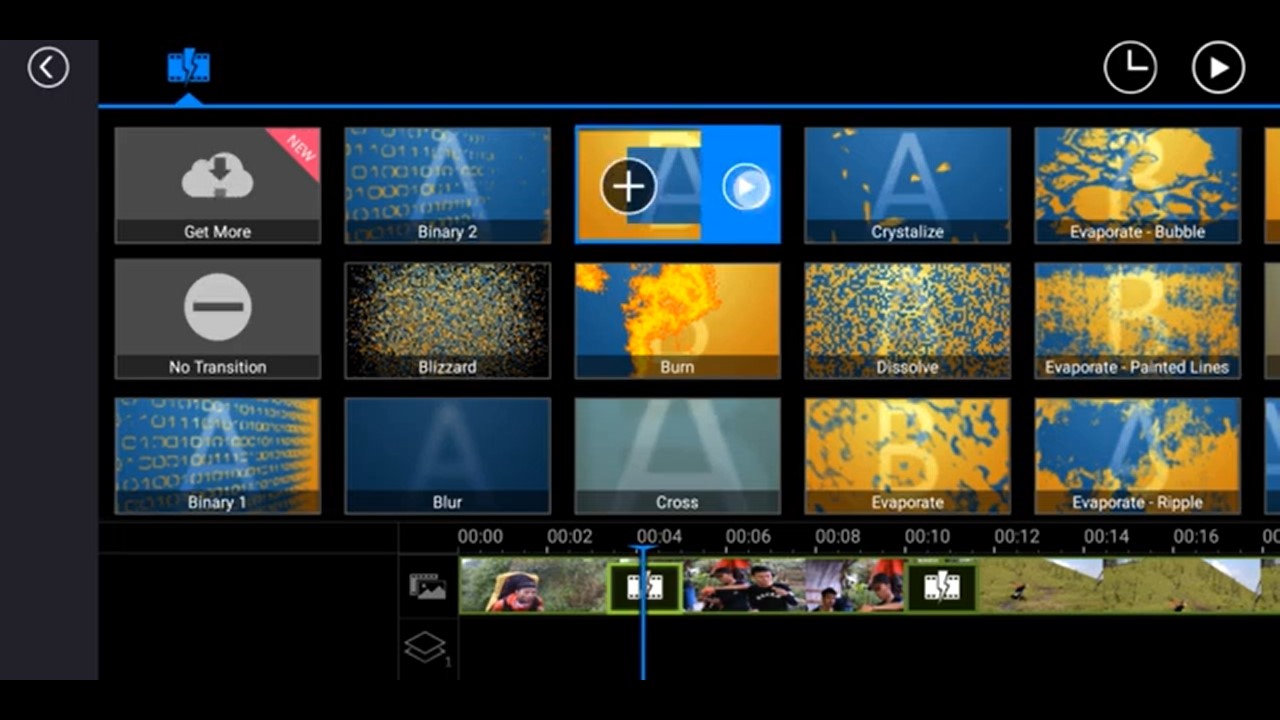 NEW
Get More
Binary 2
A
Crystalize
Evaporate - Bubble
No Transition
Blizzard
Burn
Dissolve
Evaporate - Painted Lines
Binary 1
Blur
Cross
Evaporate
Evaporate - Ripple
00:00 00:02 00:04 00:06 00:08 00:10 00:12 00:14 00:16
1